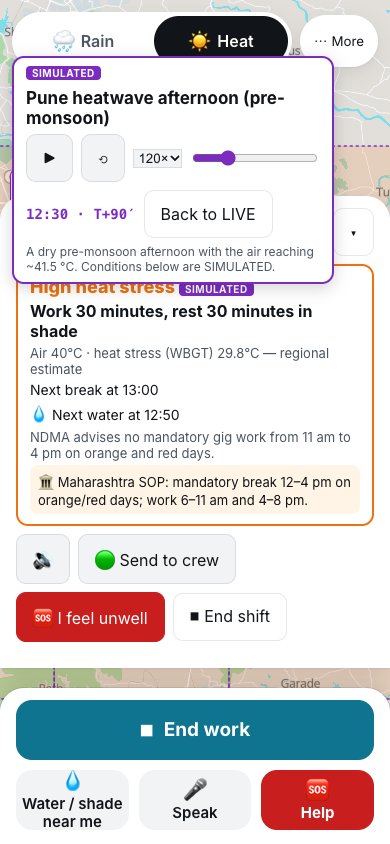 🌧️ Rain
☀️ Heat
··· More
SIMULATED
Pune heatwave afternoon (pre-
monsoon)
▶
⟲
120×
12:30 · T+90′
Back to LIVE
A dry pre-monsoon afternoon with the air reaching
~41.5 °C. Conditions below are SIMULATED.
▾
High heat stress SIMULATED
Work 30 minutes, rest 30 minutes in
shade
Air 40°C · heat stress (WBGT) 29.8°C — regional
estimate
Next break at 13:00
💧 Next water at 12:50
NDMA advises no mandatory gig work from 11 am to
4 pm on orange and red days.
🏛️ Maharashtra SOP: mandatory break 12–4 pm on
orange/red days; work 6–11 am and 4–8 pm.
🔊
🟢 Send to crew
🆘 I feel unwell
■ End shift
Garade
■ End work
💧
Water / shade
near me
🎤
Speak
🆘
Help